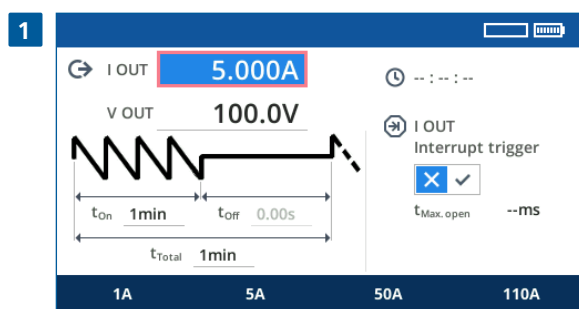 1
I OUT 5.000A
V OUT 100.0V
tOn 1min tOff 0.00s
tTotal 1min
-- : -- : --
I OUT
Interrupt trigger
tMax. open --ms
1A 5A 50A 110A